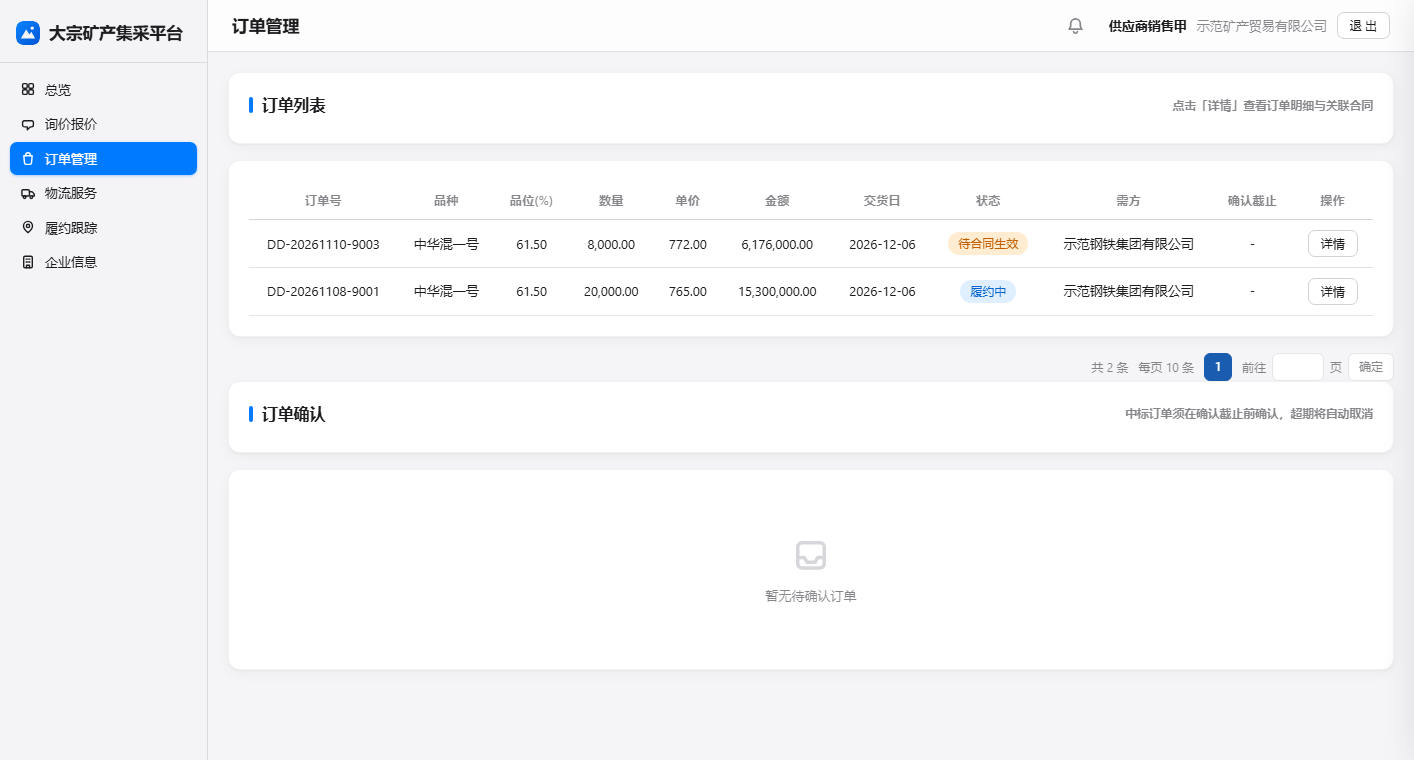 大宗矿产集采平台
订单管理
供应商销售甲 示范矿产贸易有限公司 退 出
总览
询价报价
订单管理
物流服务
履约跟踪
企业信息
订单列表
点击「详情」查看订单明细与关联合同
订单号 品种 品位(%) 数量 单价 金额 交货日 状态 需方 确认截止 操作
DD-20261110-9003 中华混一号 61.50 8,000.00 772.00 6,176,000.00 2026-12-06 待合同生效 示范钢铁集团有限公司 - 详情
DD-20261108-9001 中华混一号 61.50 20,000.00 765.00 15,300,000.00 2026-12-06 履约中 示范钢铁集团有限公司 - 详情
共 2 条 每页 10 条 1 前往 页 确定
订单确认
中标订单须在确认截止前确认，超期将自动取消
暂无待确认订单